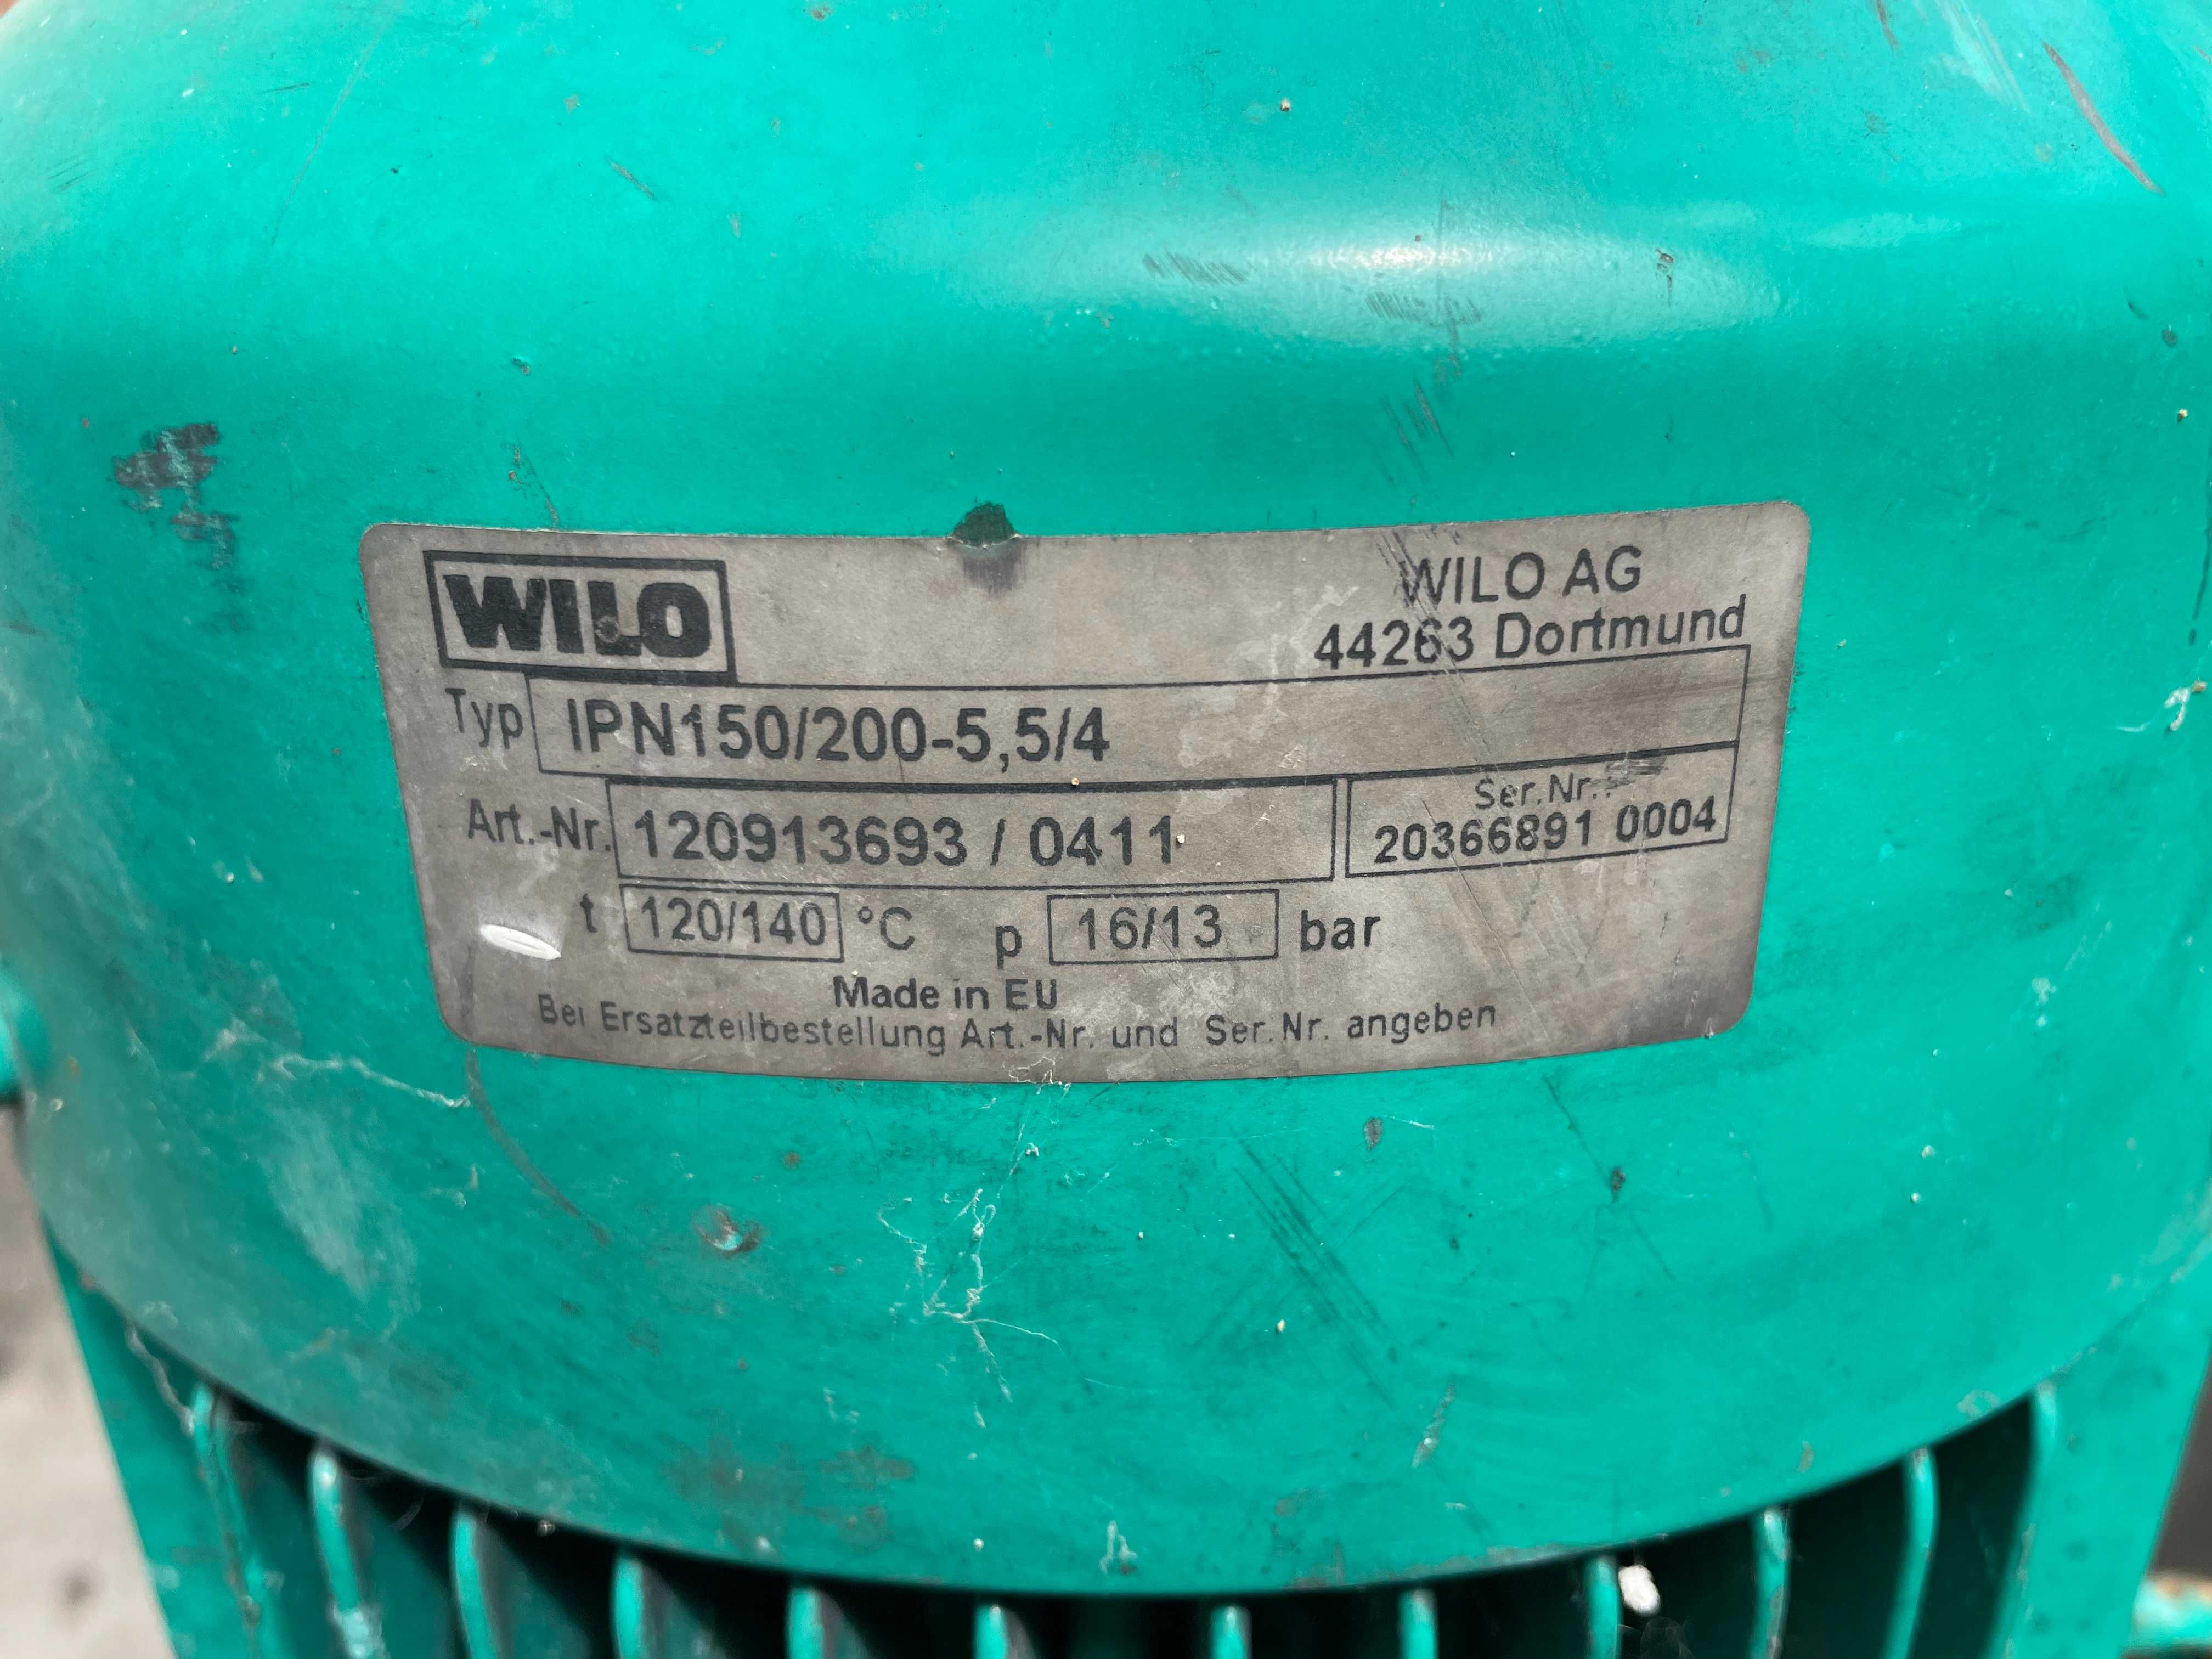 WILO
WILO AG
44263 Dortmund
Typ IPN150/200-5,5/4
Art.-Nr. 120913693 / 0411
Ser.Nr.:
20366891 0004
t 120/140 °C p 16/13 bar
Made in EU
Bei Ersatzteilbestellung Art.-Nr. und Ser.Nr. angeben